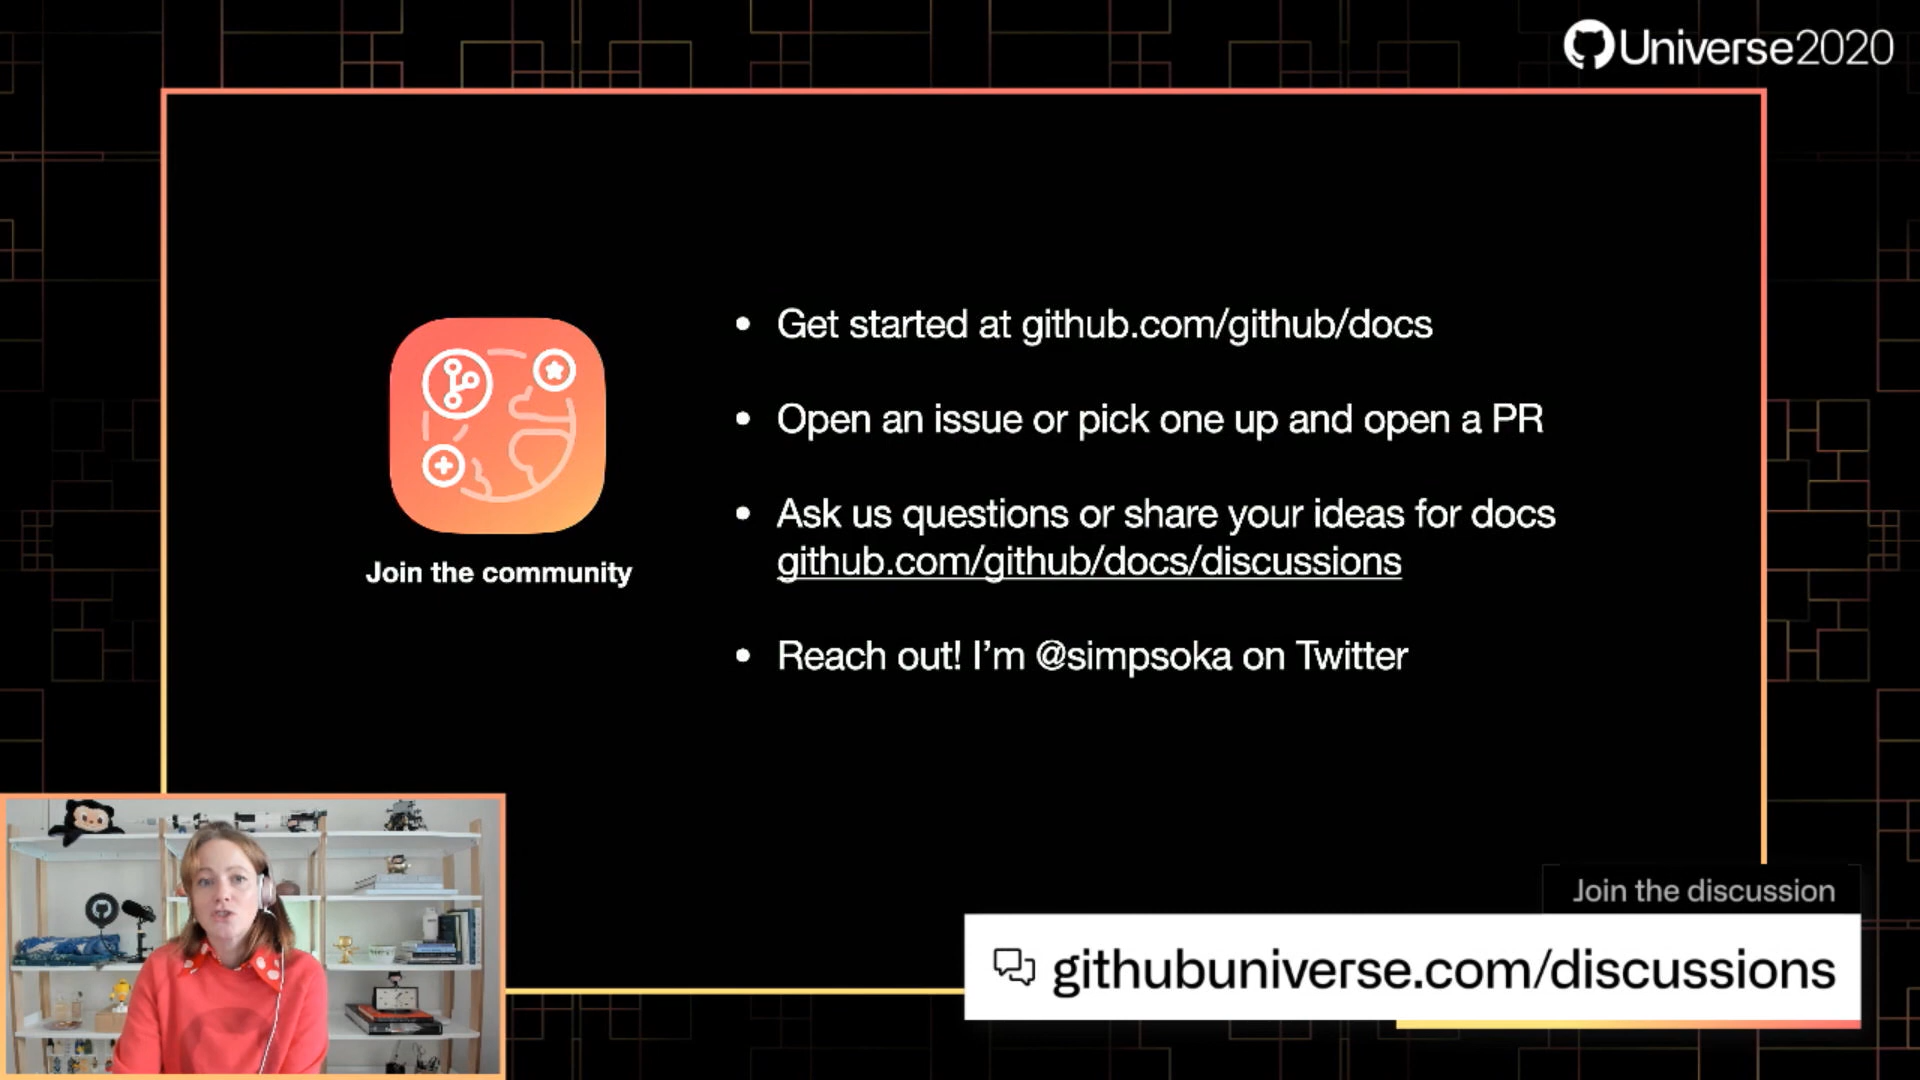 Universe2020
Get started at github.com/github/docs
Open an issue or pick one up and open a PR
Ask us questions or share your ideas for docs
github.com/github/docs/discussions
Reach out! I’m @simpsoka on Twitter
Join the community
Join the discussion
githubuniverse.com/discussions